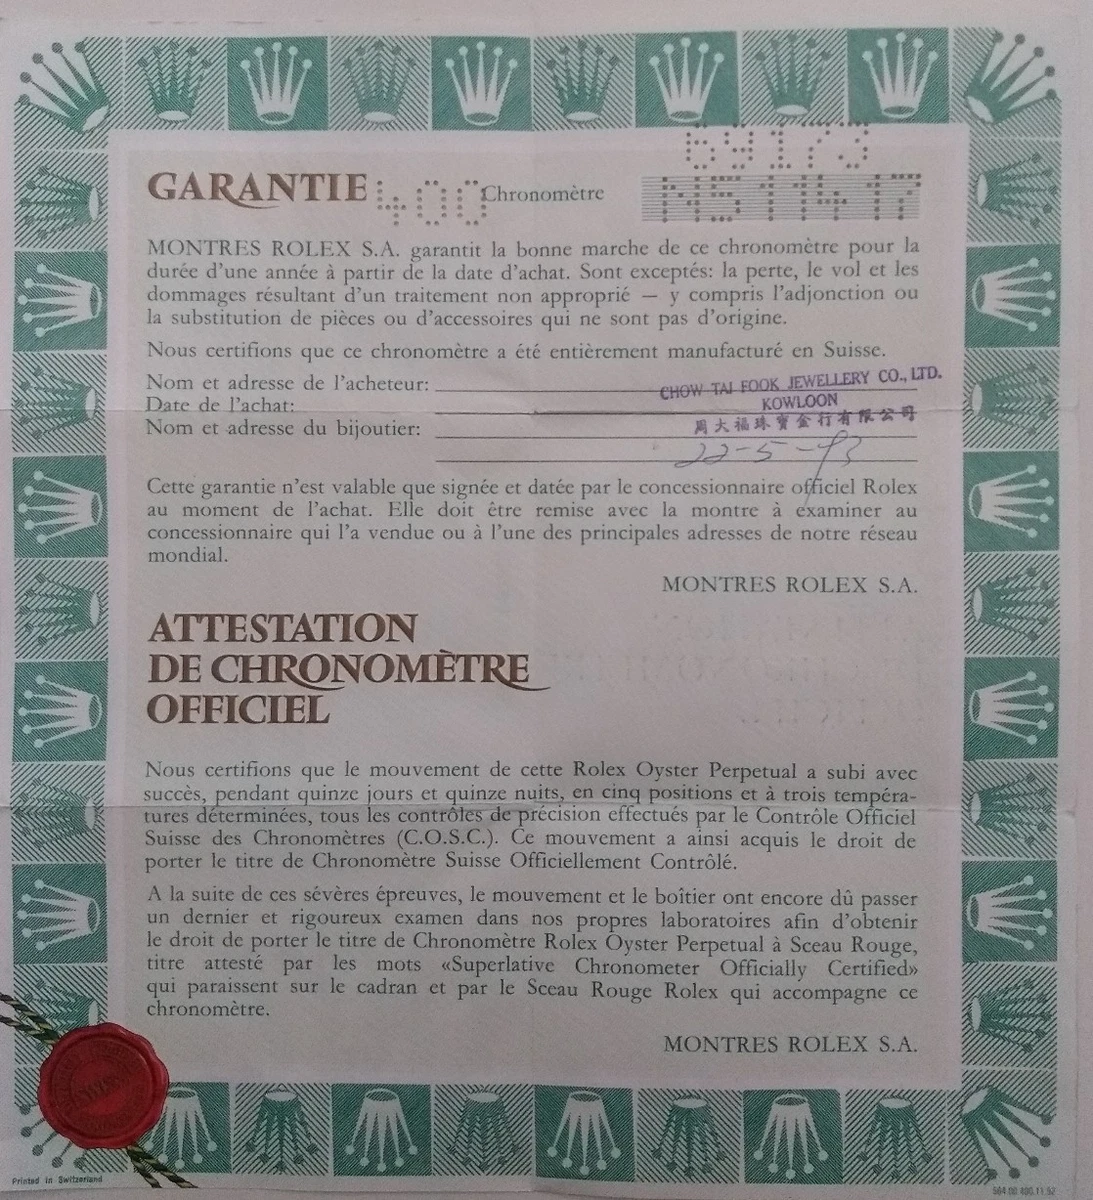 69173
GARANTIE 400 Chronomètre N511417
MONTRES ROLEX S.A. garantit la bonne marche de ce chronomètre pour la
durée d'une année à partir de la date d'achat. Sont exceptés: la perte, le vol et les
dommages résultant d'un traitement non approprié — y compris l'adjonction ou
la substitution de pièces ou d'accessoires qui ne sont pas d'origine.
Nous certifions que ce chronomètre a été entièrement manufacturé en Suisse.
Nom et adresse de l'acheteur:
CHOW TAI FOOK JEWELLERY CO., LTD.
Date de l'achat:
KOWLOON
Nom et adresse du bijoutier:
周大福珠寶金行有限公司
22-5-93
Cette garantie n'est valable que signée et datée par le concessionnaire officiel Rolex
au moment de l'achat. Elle doit être remise avec la montre à examiner au
concessionnaire qui l'a vendue ou à l'une des principales adresses de notre réseau
mondial.
MONTRES ROLEX S.A.
ATTESTATION
DE CHRONOMÈTRE
OFFICIEL
Nous certifions que le mouvement de cette Rolex Oyster Perpetual a subi avec
succès, pendant quinze jours et quinze nuits, en cinq positions et à trois tempéra-
tures déterminées, tous les contrôles de précision effectués par le Contrôle Officiel
Suisse des Chronomètres (C.O.S.C.). Ce mouvement a ainsi acquis le droit de
porter le titre de Chronomètre Suisse Officiellement Contrôlé.
A la suite de ces sévères épreuves, le mouvement et le boîtier ont encore dû passer
un dernier et rigoureux examen dans nos propres laboratoires afin d'obtenir
le droit de porter le titre de Chronomètre Rolex Oyster Perpetual à Sceau Rouge,
titre attesté par les mots «Superlative Chronometer Officially Certified»
qui paraissent sur le cadran et par le Sceau Rouge Rolex qui accompagne ce
chronomètre.
MONTRES ROLEX S.A.
Printed in Switzerland
564.00.400.11.92